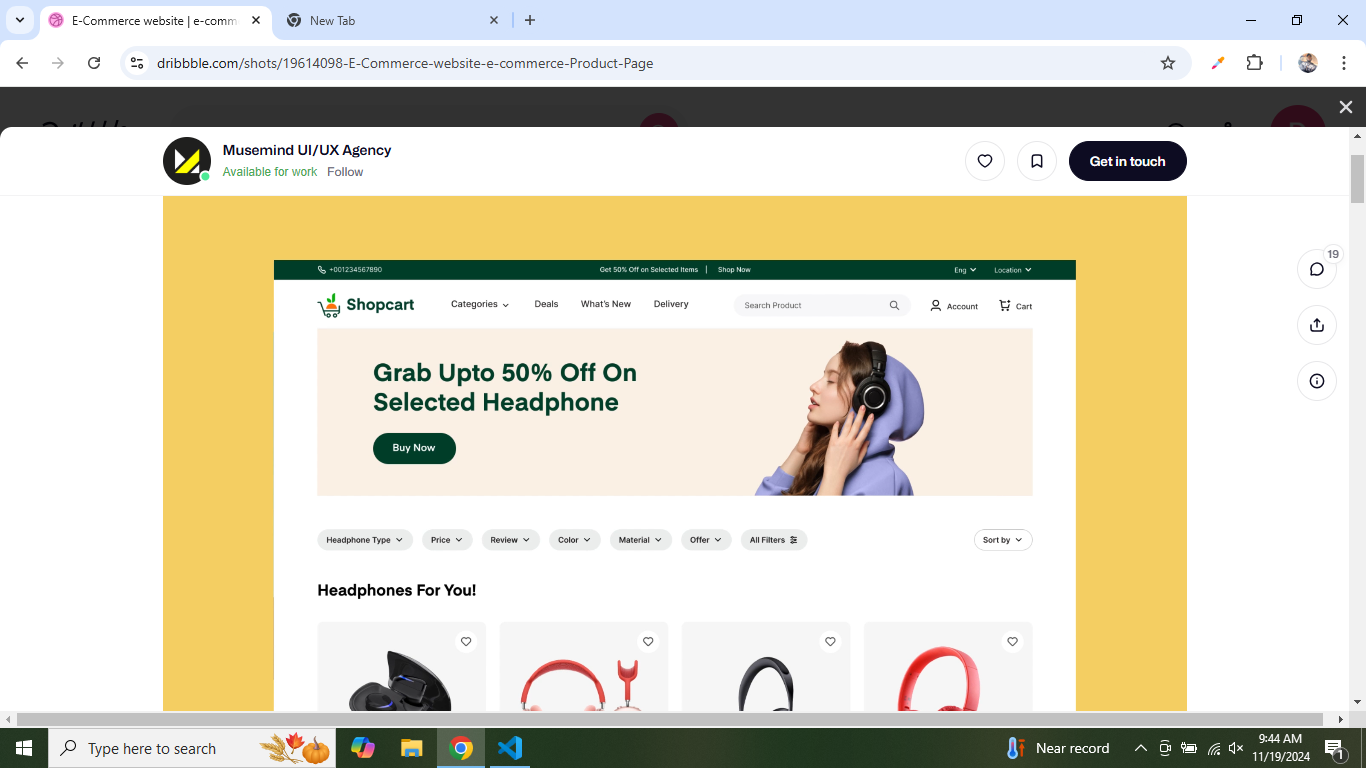 E-Commerce website | e-comm
New Tab
dribbble.com/shots/19614098-E-Commerce-website-e-commerce-Product-Page
Musemind UI/UX Agency
Available for work Follow
Get in touch
19
+001234567890 Get 50% Off on Selected Items | Shop Now Eng Location
Shopcart Categories Deals What's New Delivery Search Product Account Cart
Grab Upto 50% Off On
Selected Headphone
Buy Now
Headphone Type Price Review Color Material Offer All Filters Sort by
Headphones For You!
Type here to search
Near record
9:44 AM
11/19/2024
1